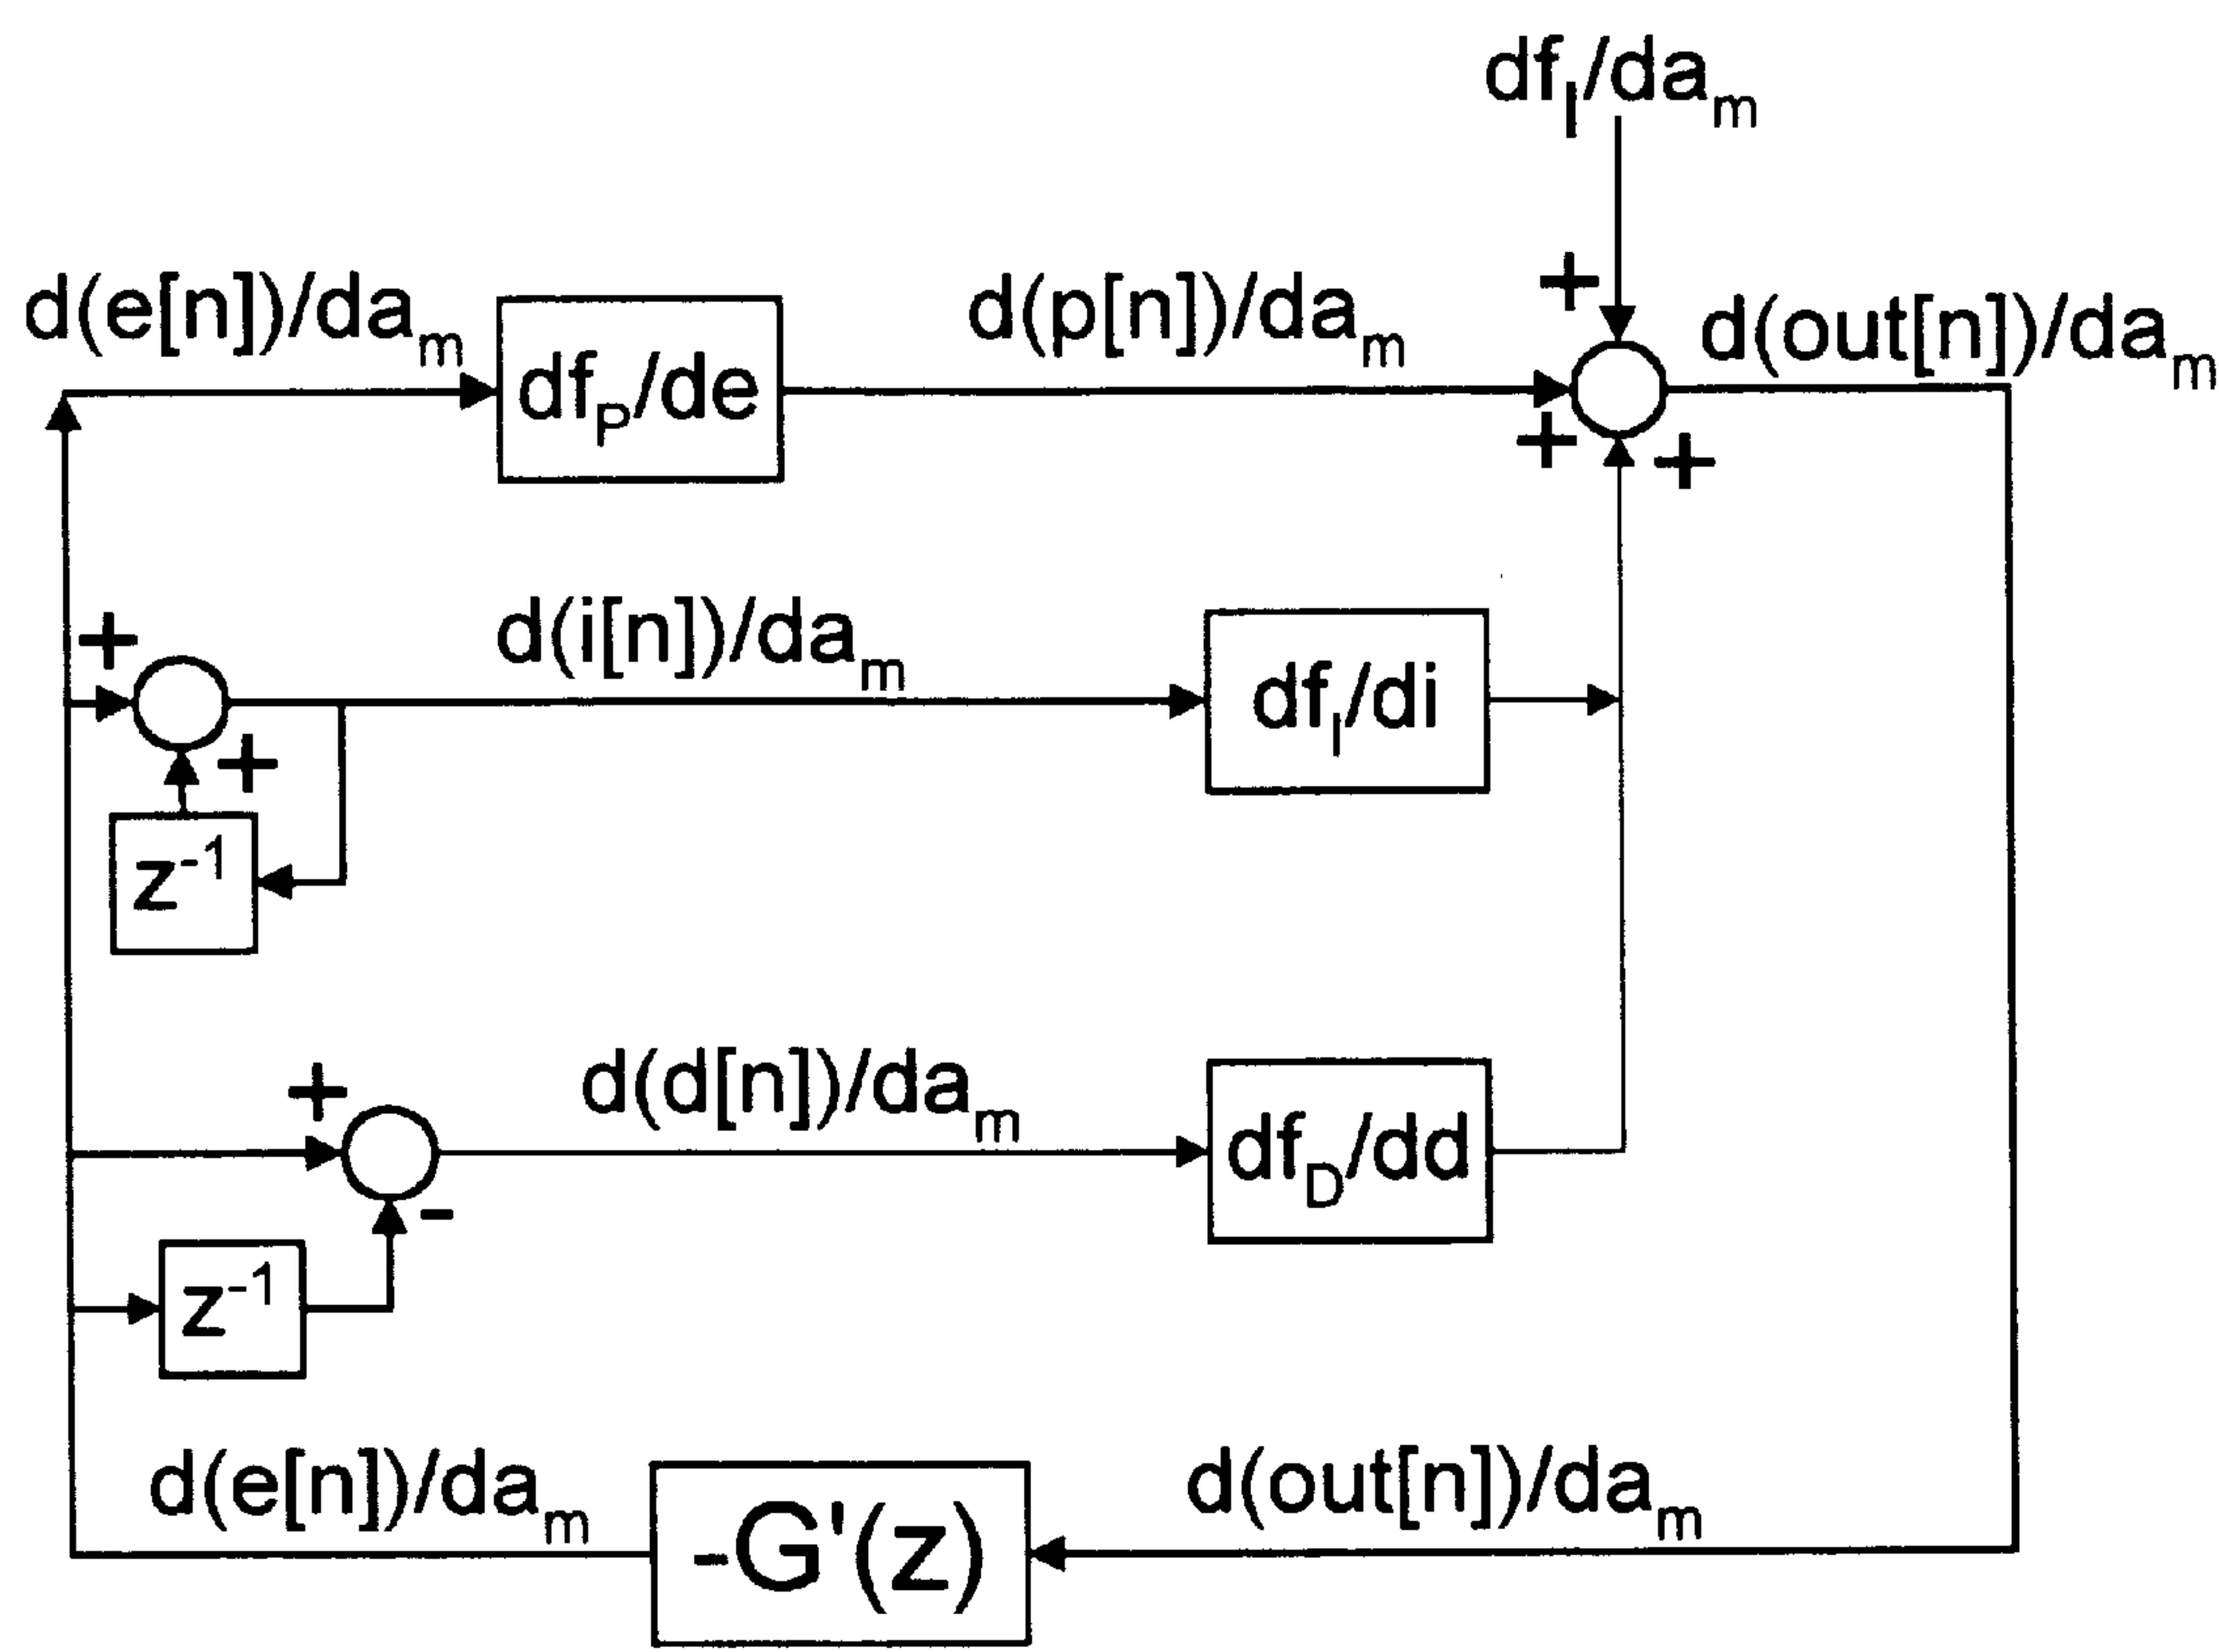 df_I/da_m
d(e[n])/da_m
d(p[n])/da_m
+
d(out[n])/da_m
df_P/de
+
+
+
d(i[n])/da_m
df_I/di
+
z^-1
+
d(d[n])/da_m
df_D/dd
-
z^-1
d(e[n])/da_m
-G'(z)
d(out[n])/da_m